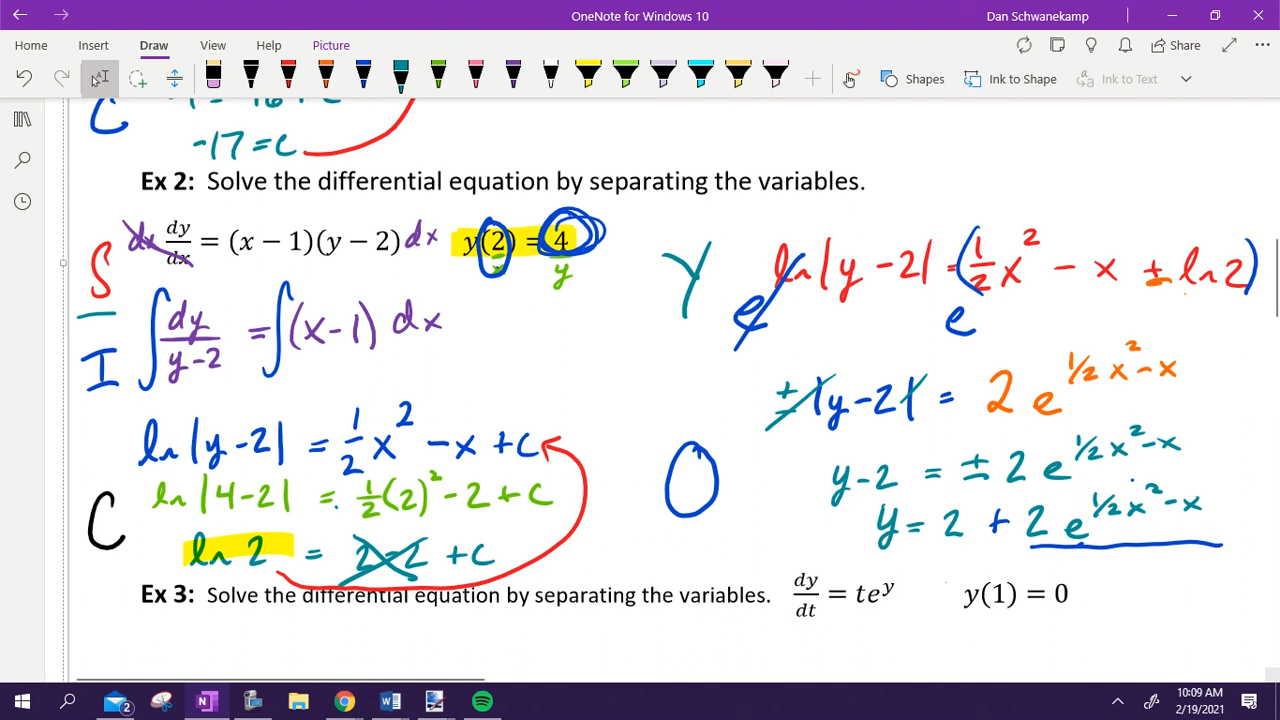 OneNote for Windows 10
Dan Schwanekamp
Home Insert Draw View Help Picture
Share
Shapes
Ink to Shape
Ink to Text
C
-17 = C
Ex 2: Solve the differential equation by separating the variables.
dx dy/dx = (x − 1)(y − 2) dx y(2) = 4
x y
S
∫ dy/(y-2) = ∫ (x-1) dx
I
ln|y-2| = 1/2 x² - x + C
C
ln|4-2| = 1/2 (2)² - 2 + C
ln 2 = 2-2 + C
Y
ln|y-2| = (1/2 x² - x + ln 2)
e e
± |y-2| = 2 e^(1/2 x² - x)
y-2 = ± 2 e^(1/2 x² - x)
O
y = 2 + 2 e^(1/2 x² - x)
Ex 3: Solve the differential equation by separating the variables. dy/dt = te^y y(1) = 0
2
10:09 AM
2/19/2021